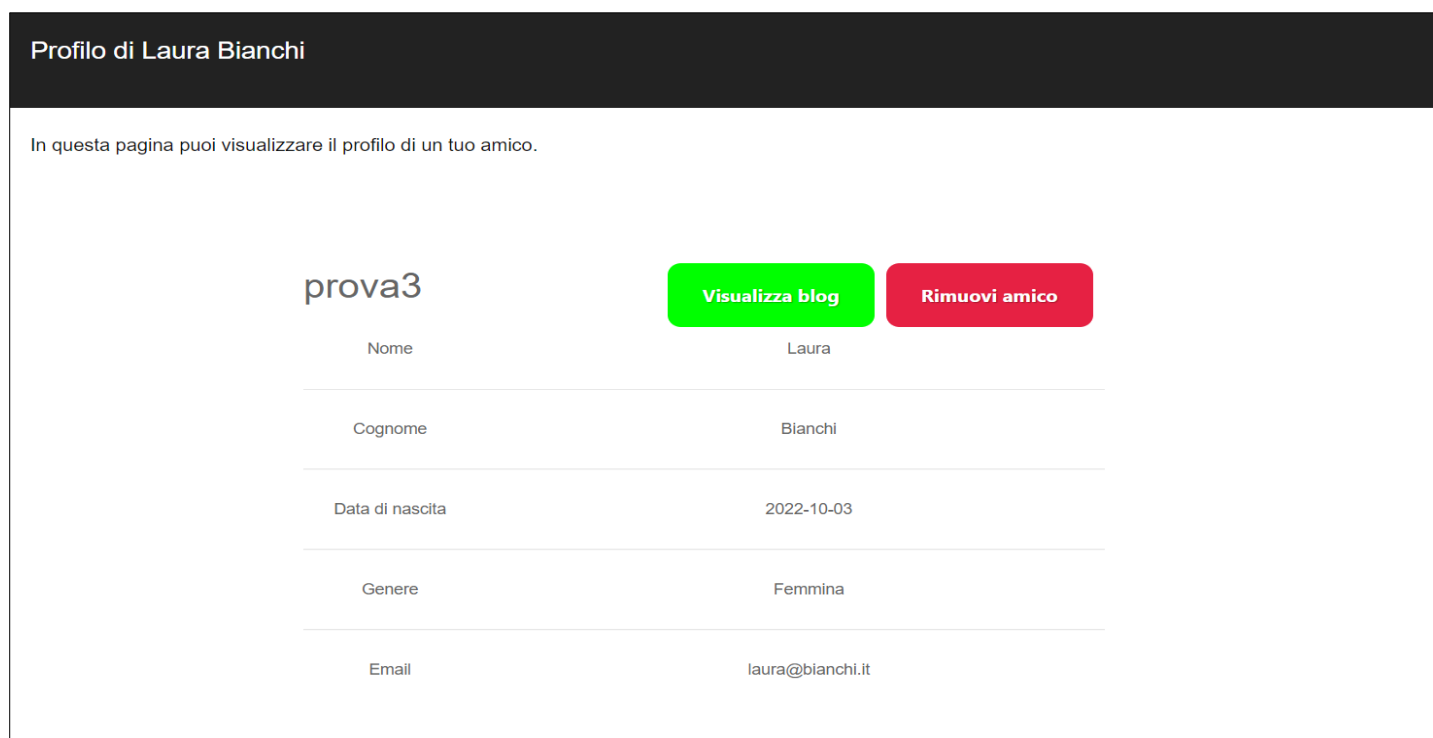 Profilo di Laura Bianchi
In questa pagina puoi visualizzare il profilo di un tuo amico.
prova3 Visualizza blog Rimuovi amico
Nome Laura
Cognome Bianchi
Data di nascita 2022-10-03
Genere Femmina
Email laura@bianchi.it